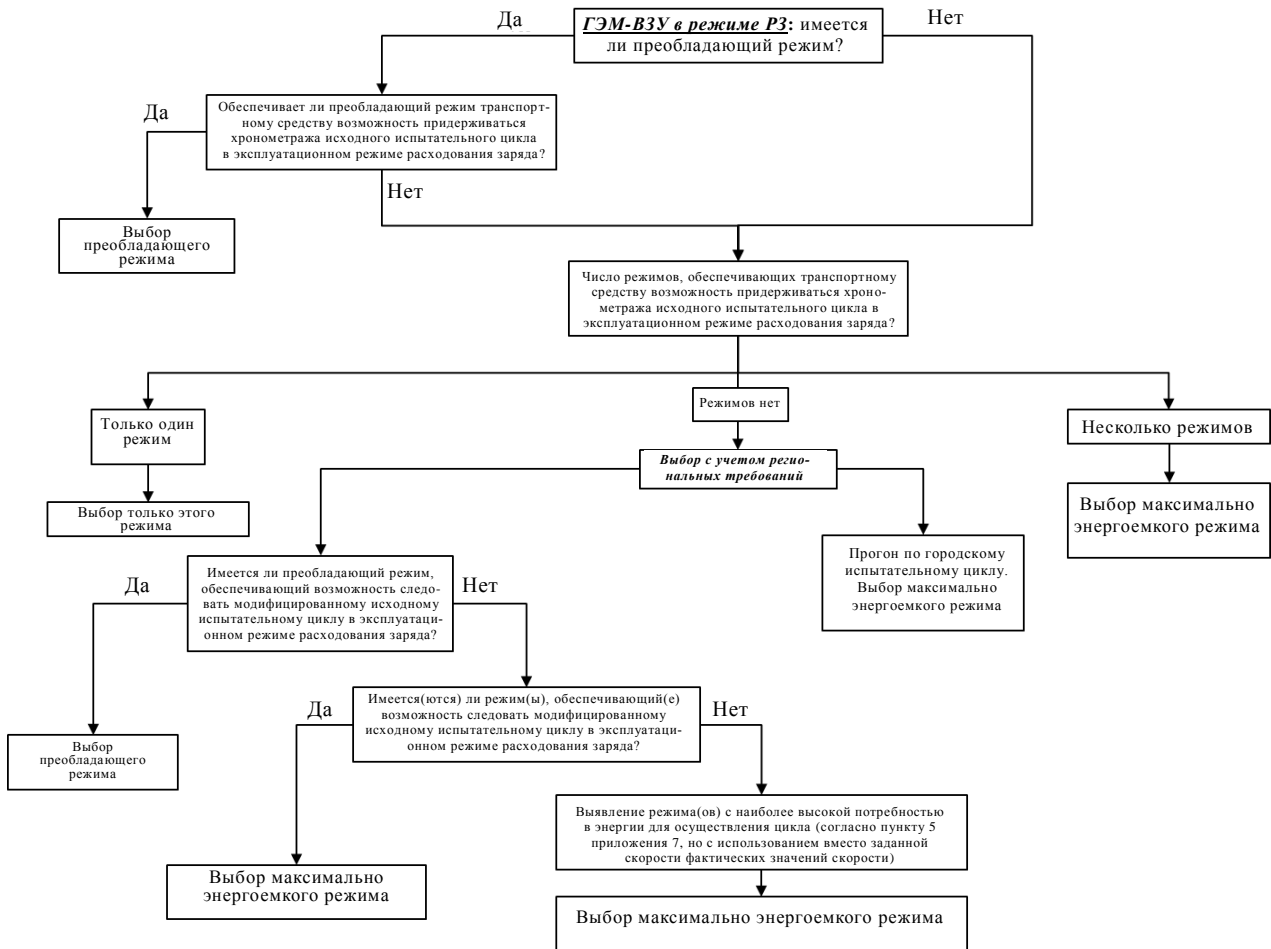 Да
ГЭМ-ВЗУ в режиме РЗ: имеется
ли преобладающий режим?
Нет
Да
Обеспечивает ли преобладающий режим транспорт-
ному средству возможность придерживаться
хронометража исходного испытательного цикла
в эксплуатационном режиме расходования заряда?
Нет
Выбор
преобладающего
режима
Число режимов, обеспечивающих транспортному
средству возможность придерживаться хроно-
метража исходного испытательного цикла в
эксплуатационном режиме расходования заряда?
Только один
режим
Режимов нет
Несколько режимов
Выбор только этого
режима
Выбор с учетом регио-
нальных требований
Выбор максимально
энергоемкого режима
Прогон по городскому
испытательному циклу.
Выбор максимально
энергоемкого режима
Да
Имеется ли преобладающий режим,
обеспечивающий возможность следо-
вать модифицированному исходному
испытательному циклу в эксплуатаци-
онном режиме расходования заряда?
Нет
Выбор
преобладающего
режима
Да
Имеется(ются) ли режим(ы), обеспечивающий(е)
возможность следовать модифицированному
исходному испытательному циклу в эксплуатаци-
онном режиме расходования заряда?
Нет
Выбор максимально
энергоемкого режима
Выявление режима(ов) с наиболее высокой потребностью
в энергии для осуществления цикла (согласно пункту 5
приложения 7, но с использованием вместо заданной
скорости фактических значений скорости)
Выбор максимально энергоемкого режима